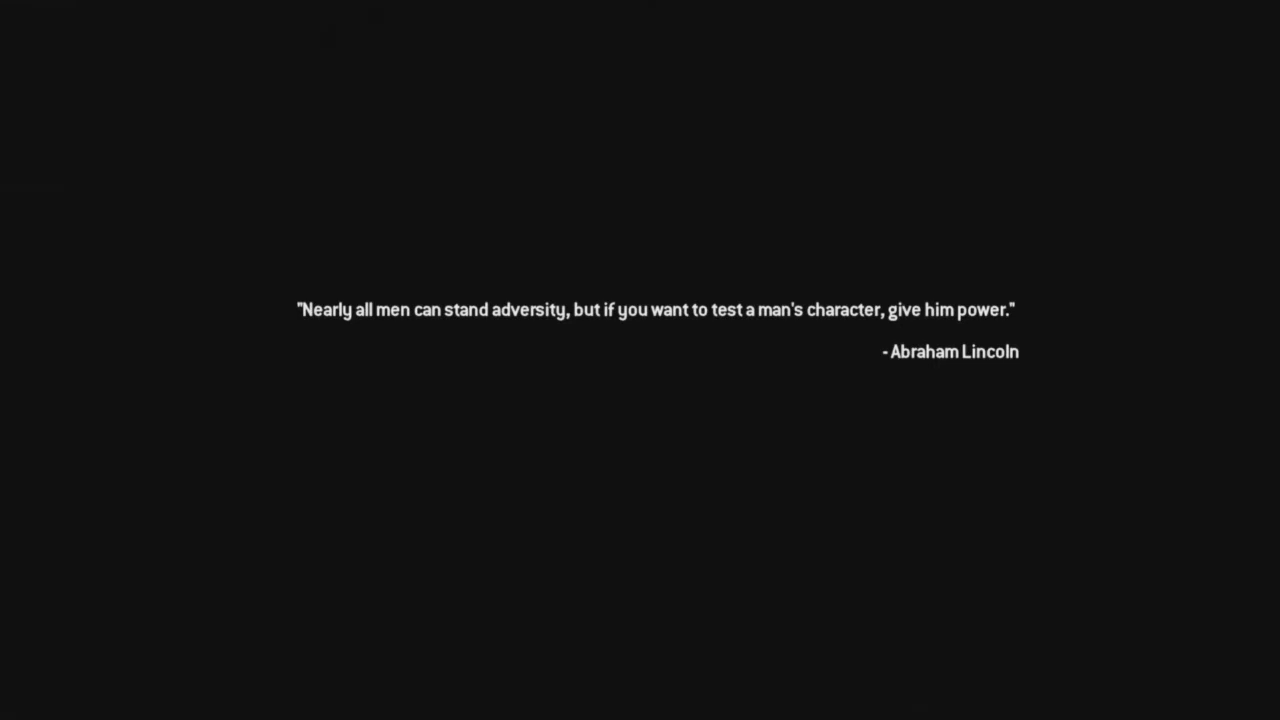 "Nearly all men can stand adversity, but if you want to test a man's character, give him power."
- Abraham Lincoln